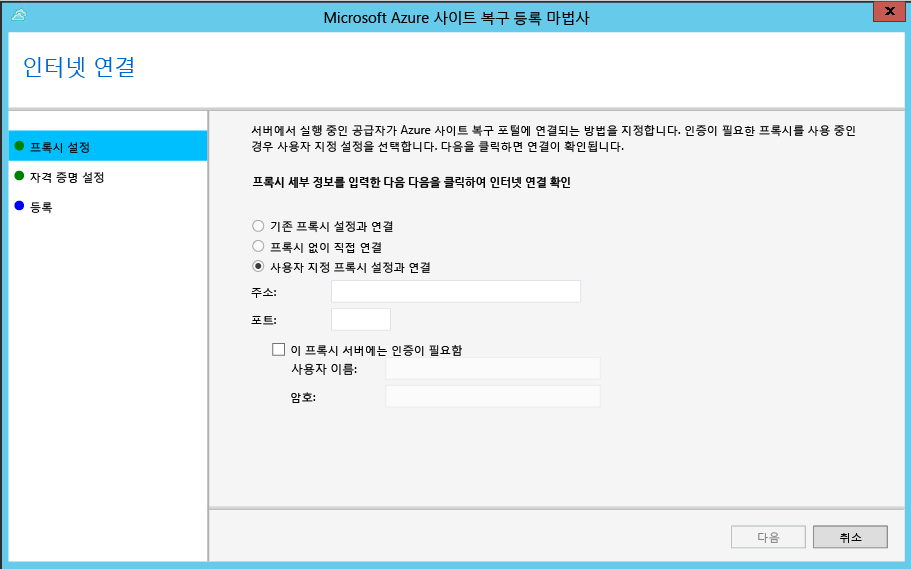 Microsoft Azure 사이트 복구 등록 마법사
인터넷 연결
프록시 설정
자격 증명 설정
등록
서버에서 실행 중인 공급자가 Azure 사이트 복구 포털에 연결되는 방법을 지정합니다. 인증이 필요한 프록시를 사용 중인
경우 사용자 지정 설정을 선택합니다. 다음을 클릭하면 연결이 확인됩니다.
프록시 세부 정보를 입력한 다음 다음을 클릭하여 인터넷 연결 확인
기존 프록시 설정과 연결
프록시 없이 직접 연결
사용자 지정 프록시 설정과 연결
주소:
포트:
이 프록시 서버에는 인증이 필요함
사용자 이름:
암호:
다음
취소